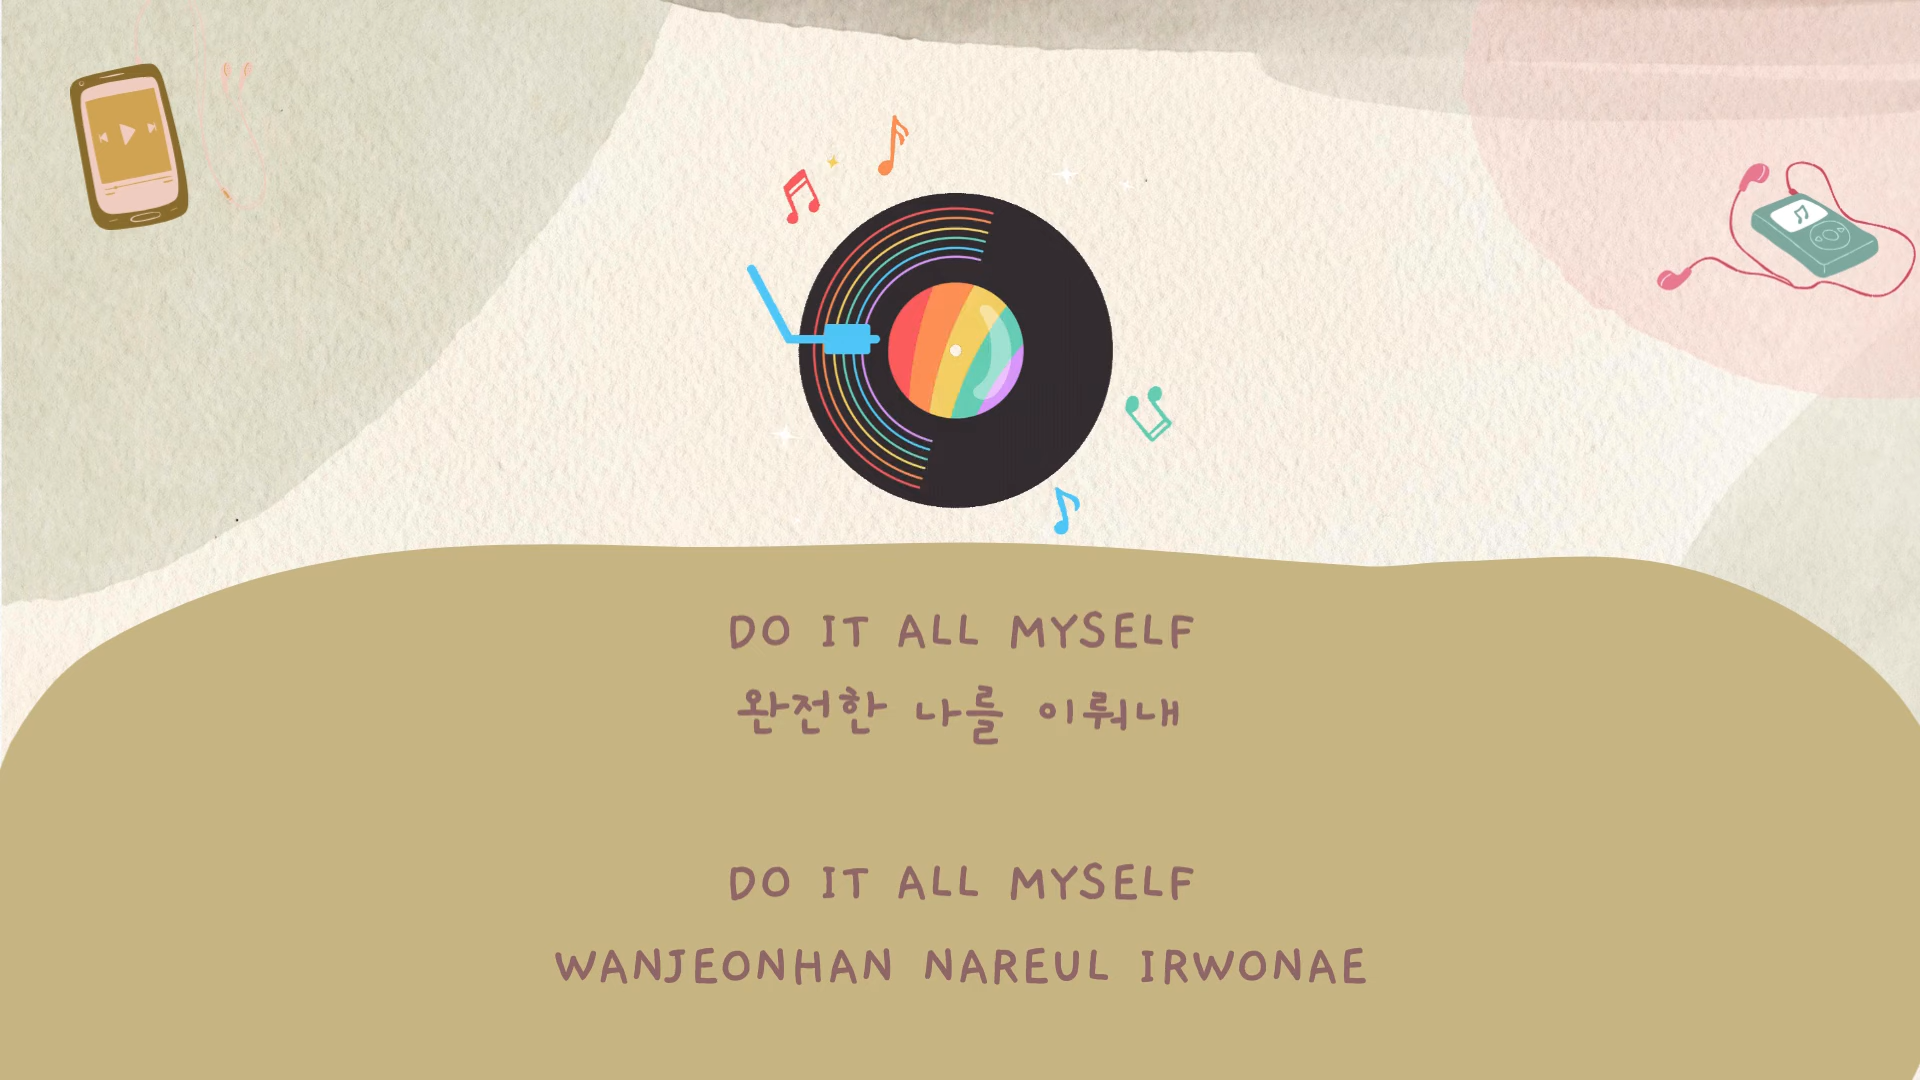 DO IT ALL MYSELF
완전한 나를 이뤄내
DO IT ALL MYSELF
WANJEONHAN NAREUL IRWONAE